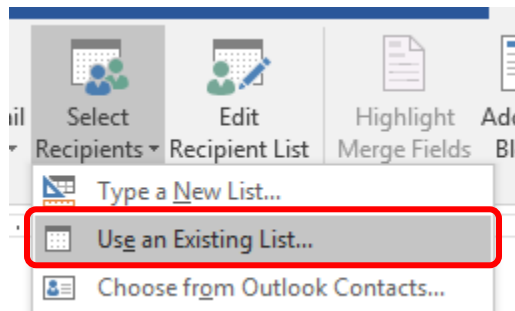 Select Edit Highlight
Recipients Recipient List Merge Fields
Type a New List...
Use an Existing List...
Choose from Outlook Contacts...